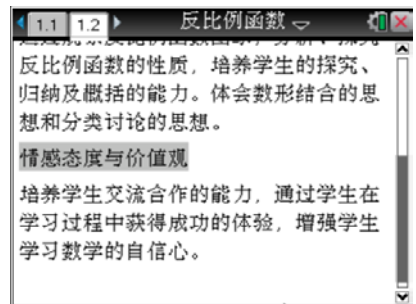 1.1 1.2 反比例函数
反比例函数的性质，培养学生的探究、
归纳及概括的能力。体会数形结合的思
想和分类讨论的思想。
情感态度与价值观
培养学生交流合作的能力，通过学生在
学习过程中获得成功的体验，增强学生
学习数学的自信心。